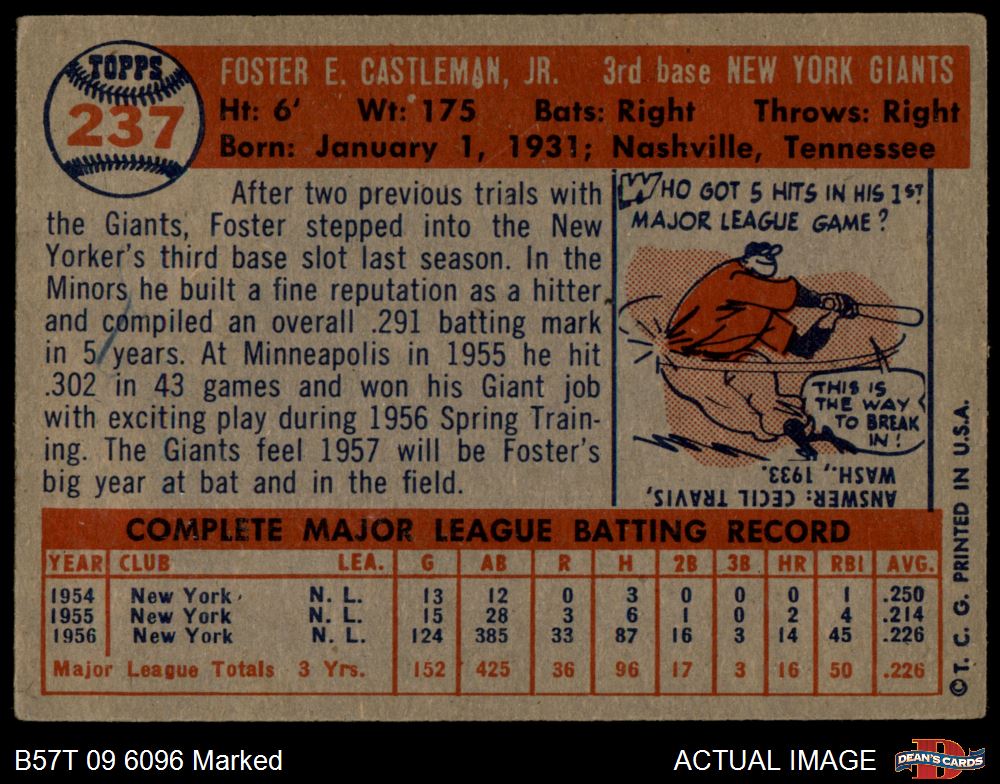 TOPPS
237
FOSTER E. CASTLEMAN, JR. 3rd base NEW YORK GIANTS
Ht: 6' Wt: 175 Bats: Right Throws: Right
Born: January 1, 1931; Nashville, Tennessee
After two previous trials with
the Giants, Foster stepped into the New
Yorker's third base slot last season. In the
Minors he built a fine reputation as a hitter
and compiled an overall .291 batting mark
in 5 years. At Minneapolis in 1955 he hit
.302 in 43 games and won his Giant job
with exciting play during 1956 Spring Train-
ing. The Giants feel 1957 will be Foster's
big year at bat and in the field.
WHO GOT 5 HITS IN HIS 1ST
MAJOR LEAGUE GAME?
THIS IS
THE WAY
TO BREAK
IN!
ANSWER: CECIL TRAVIS,
WASH., 1933.
COMPLETE MAJOR LEAGUE BATTING RECORD
YEAR CLUB LEA. G AB R H 2B 3B HR RBI AVG.
1954 New York N. L. 13 12 0 3 0 0 0 1 .250
1955 New York N. L. 15 28 3 6 1 0 2 4 .214
1956 New York N. L. 124 385 33 87 16 3 14 45 .226
Major League Totals 3 Yrs. 152 425 36 96 17 3 16 50 .226
© T. C. G. PRINTED IN U.S.A.
B57T 09 6096 Marked
ACTUAL IMAGE
D
DEAN'S CARDS